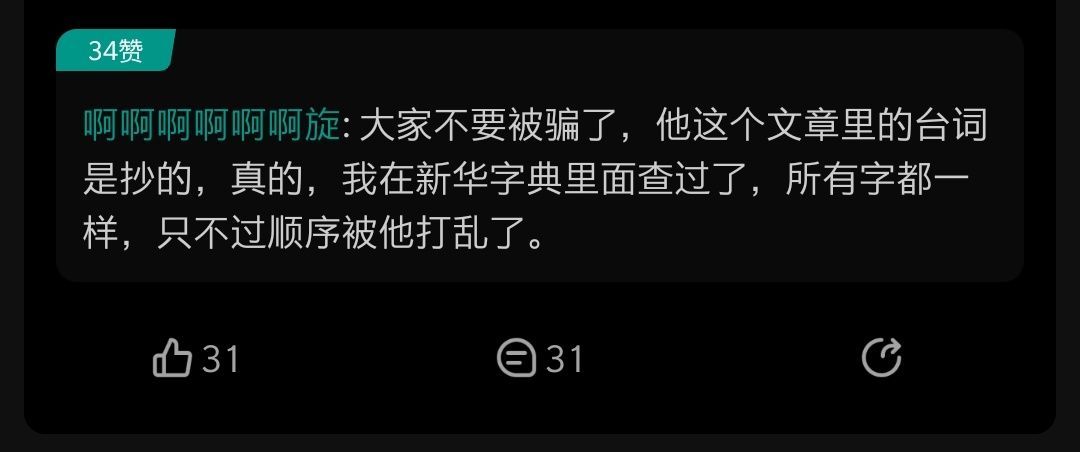 34赞
啊啊啊啊啊啊旋: 大家不要被骗了，他这个文章里的台词
是抄的，真的，我在新华字典里面查过了，所有字都一
样，只不过顺序被他打乱了。
31
31